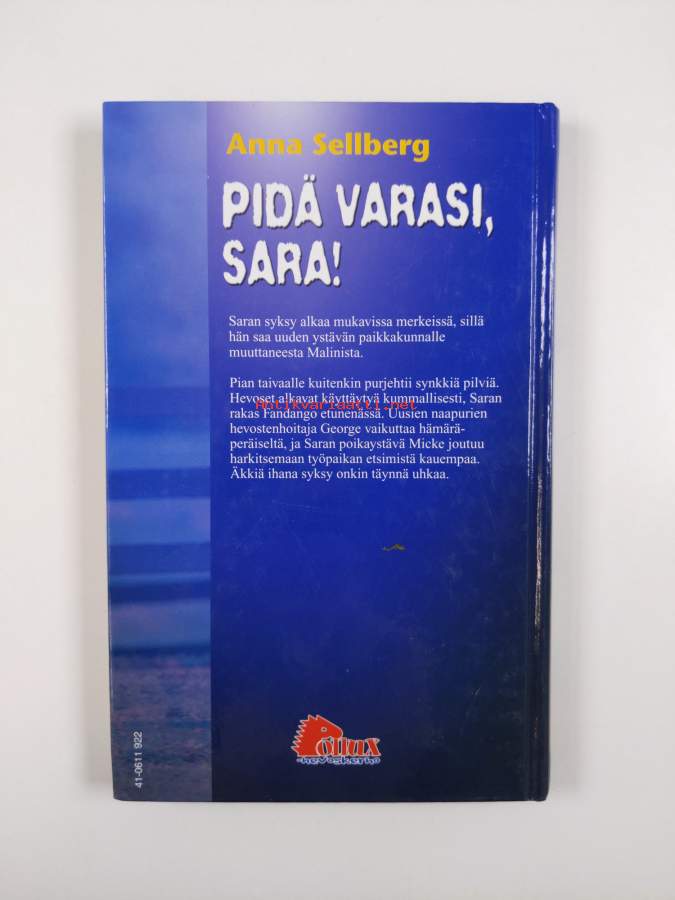 Anna Sellberg
PIDÄ VARASI,
SARA!
Saran syksy alkaa mukavissa merkeissä, sillä
hän saa uuden ystävän paikkakunnalle
muuttaneesta Malinista.
Pian taivaalle kuitenkin purjehtii synkkiä pilviä.
Hevoset alkavat käyttäytyä kummallisesti, Saran
antikvariaatti.net
rakas Fandango etunenässä. Uusien naapurien
hevostenhoitaja George vaikuttaa hämärä-
peräiseltä, ja Saran poikaystävä Micke joutuu
harkitsemaan työpaikan etsimistä kauempaa.
Äkkiä ihana syksy onkin täynnä uhkaa.
Pollux
-hevoskerho
41-0611 922